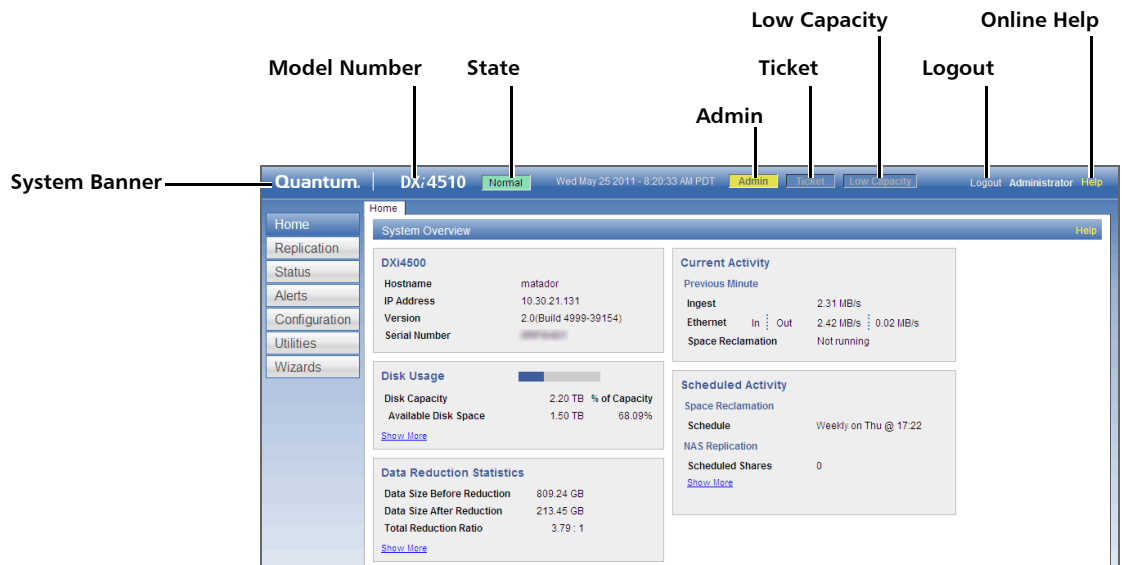 Low Capacity
Online Help
Model Number
State
Ticket
Logout
Admin
System Banner
Quantum.
DXi4510
Normal
Wed May 25 2011 - 8:20:33 AM PDT
Admin
Ticket
Low Capacity
Logout
Administrator
Help
Home
Replication
Status
Alerts
Configuration
Utilities
Wizards
Home
System Overview
Help
DXi4500
Hostname matador
IP Address 10.30.21.131
Version 2.0(Build 4999-39154)
Serial Number
Disk Usage
Disk Capacity 2.20 TB % of Capacity
Available Disk Space 1.50 TB 68.09%
Show More
Data Reduction Statistics
Data Size Before Reduction 809.24 GB
Data Size After Reduction 213.45 GB
Total Reduction Ratio 3.79 : 1
Show More
Current Activity
Previous Minute
Ingest 2.31 MB/s
Ethernet In Out 2.42 MB/s 0.02 MB/s
Space Reclamation Not running
Scheduled Activity
Space Reclamation
Schedule Weekly on Thu @ 17:22
NAS Replication
Scheduled Shares 0
Show More